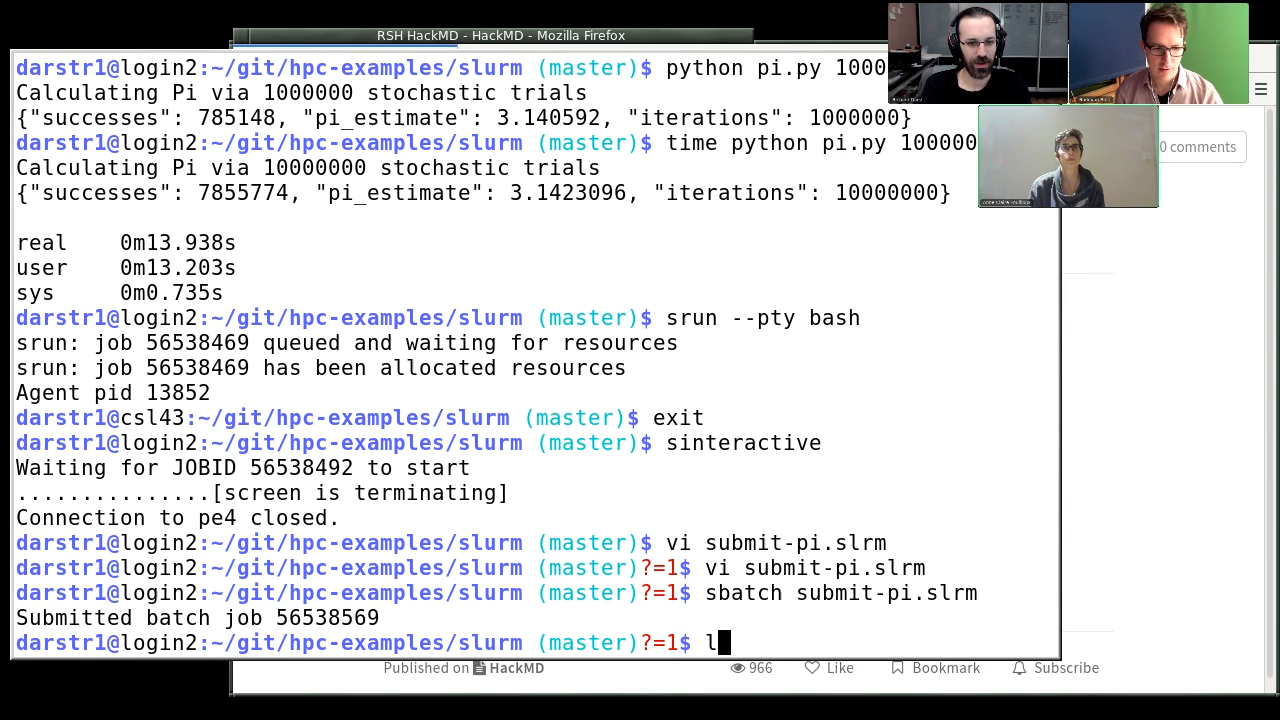 RSH HackMD - HackMD - Mozilla Firefox
darstr1@login2:~/git/hpc-examples/slurm (master)$ python pi.py 1000
Calculating Pi via 1000000 stochastic trials
{"successes": 785148, "pi_estimate": 3.140592, "iterations": 1000000}
darstr1@login2:~/git/hpc-examples/slurm (master)$ time python pi.py 100000
Calculating Pi via 10000000 stochastic trials
{"successes": 7855774, "pi_estimate": 3.1423096, "iterations": 10000000}
0 comments
real    0m13.938s
user    0m13.203s
sys     0m0.735s
darstr1@login2:~/git/hpc-examples/slurm (master)$ srun --pty bash
srun: job 56538469 queued and waiting for resources
srun: job 56538469 has been allocated resources
Agent pid 13852
darstr1@csl43:~/git/hpc-examples/slurm (master)$ exit
darstr1@login2:~/git/hpc-examples/slurm (master)$ sinteractive
Waiting for JOBID 56538492 to start
...............[screen is terminating]
Connection to pe4 closed.
darstr1@login2:~/git/hpc-examples/slurm (master)$ vi submit-pi.slrm
darstr1@login2:~/git/hpc-examples/slurm (master)?=1$ vi submit-pi.slrm
darstr1@login2:~/git/hpc-examples/slurm (master)?=1$ sbatch submit-pi.slrm
Submitted batch job 56538569
darstr1@login2:~/git/hpc-examples/slurm (master)?=1$ l
Published on HackMD 966 Like Bookmark Subscribe